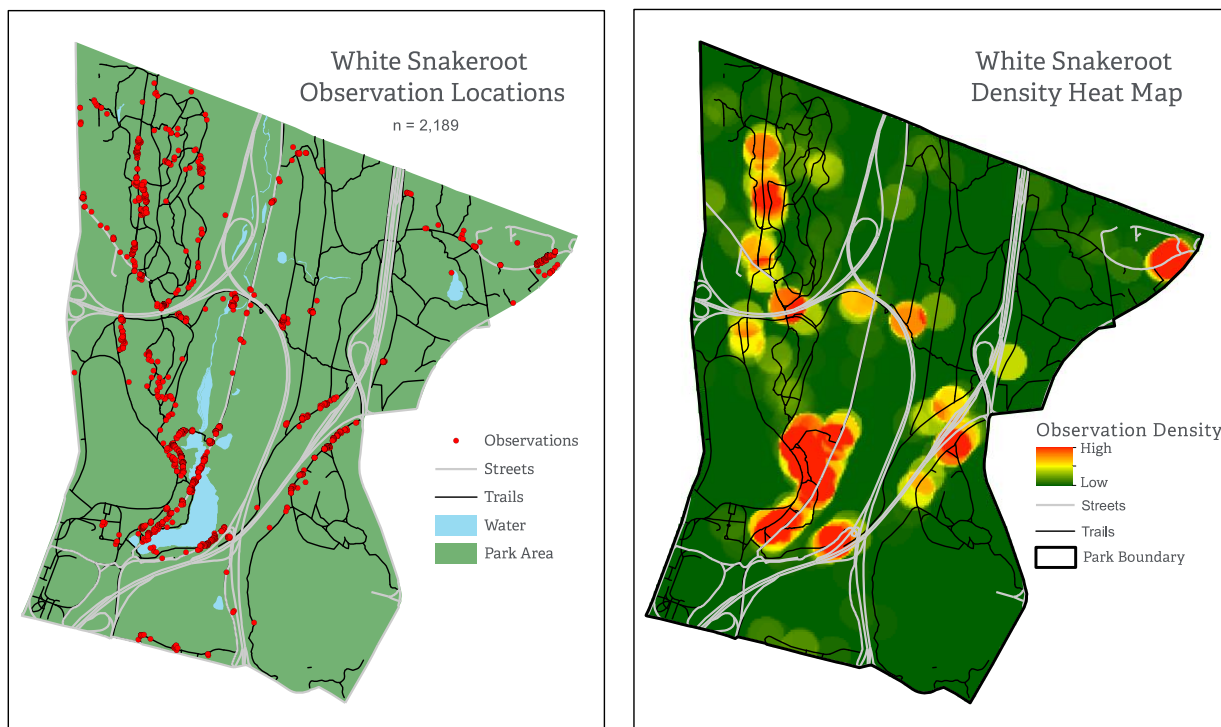 White Snakeroot
Observation Locations
n = 2,189
Observations
Streets
Trails
Water
Park Area
White Snakeroot
Density Heat Map
Observation Density
High
Low
Streets
Trails
Park Boundary